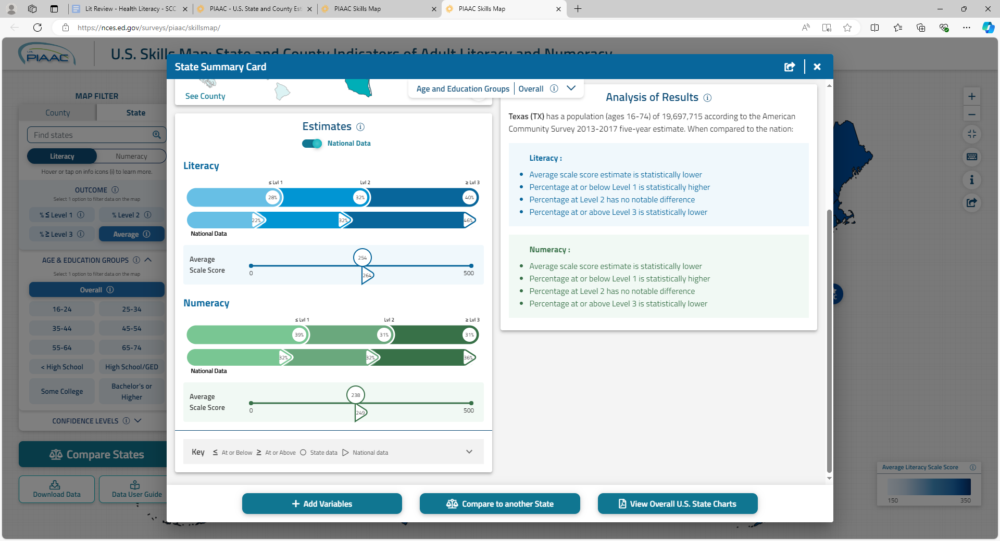 Lit Review - Health Literacy - SCC
PIAAC - U.S. State and County Est
PIAAC Skills Map
PIAAC Skills Map
https://nces.ed.gov/surveys/piaac/skillsmap/
U.S.
PIAAC
U.S. Skills Map: State and County Indicators of Adult Literacy and Numeracy
MAP FILTER
County
State
Find states
Literacy
Numeracy
Hover or tap on info icons (i) to learn more.
OUTCOME
Select 1 option to filter data on the map
% ≤ Level 1
% Level 2
% ≥ Level 3
Average
AGE & EDUCATION GROUPS
Select 1 option to filter data on the map
Overall
16-24
25-34
35-44
45-54
55-64
65-74
< High School
High School/GED
Some College
Bachelor's or
Higher
CONFIDENCE LEVELS
Compare States
Download Data
Data User Guide
State Summary Card
See County
Age and Education Groups
Overall
Estimates
National Data
Literacy
≤ Lvl 1
Lvl 2
≥ Lvl 3
28%
32%
40%
22%
32%
46%
National Data
Average
Scale Score
254
264
0
500
Numeracy
≤ Lvl 1
Lvl 2
≥ Lvl 3
39%
31%
31%
32%
32%
36%
National Data
Average
Scale Score
238
249
0
500
Key ≤ At or Below ≥ At or Above State data National data
Analysis of Results
Texas (TX) has a population (ages 16-74) of 19,697,715 according to the American
Community Survey 2013-2017 five-year estimate. When compared to the nation:
Literacy :
Average scale score estimate is statistically lower
Percentage at or below Level 1 is statistically higher
Percentage at Level 2 has no notable difference
Percentage at or above Level 3 is statistically lower
Numeracy :
Average scale score estimate is statistically lower
Percentage at or below Level 1 is statistically higher
Percentage at Level 2 has no notable difference
Percentage at or above Level 3 is statistically lower
+ Add Variables
Compare to another State
View Overall U.S. State Charts
Average Literacy Scale Score
150
350